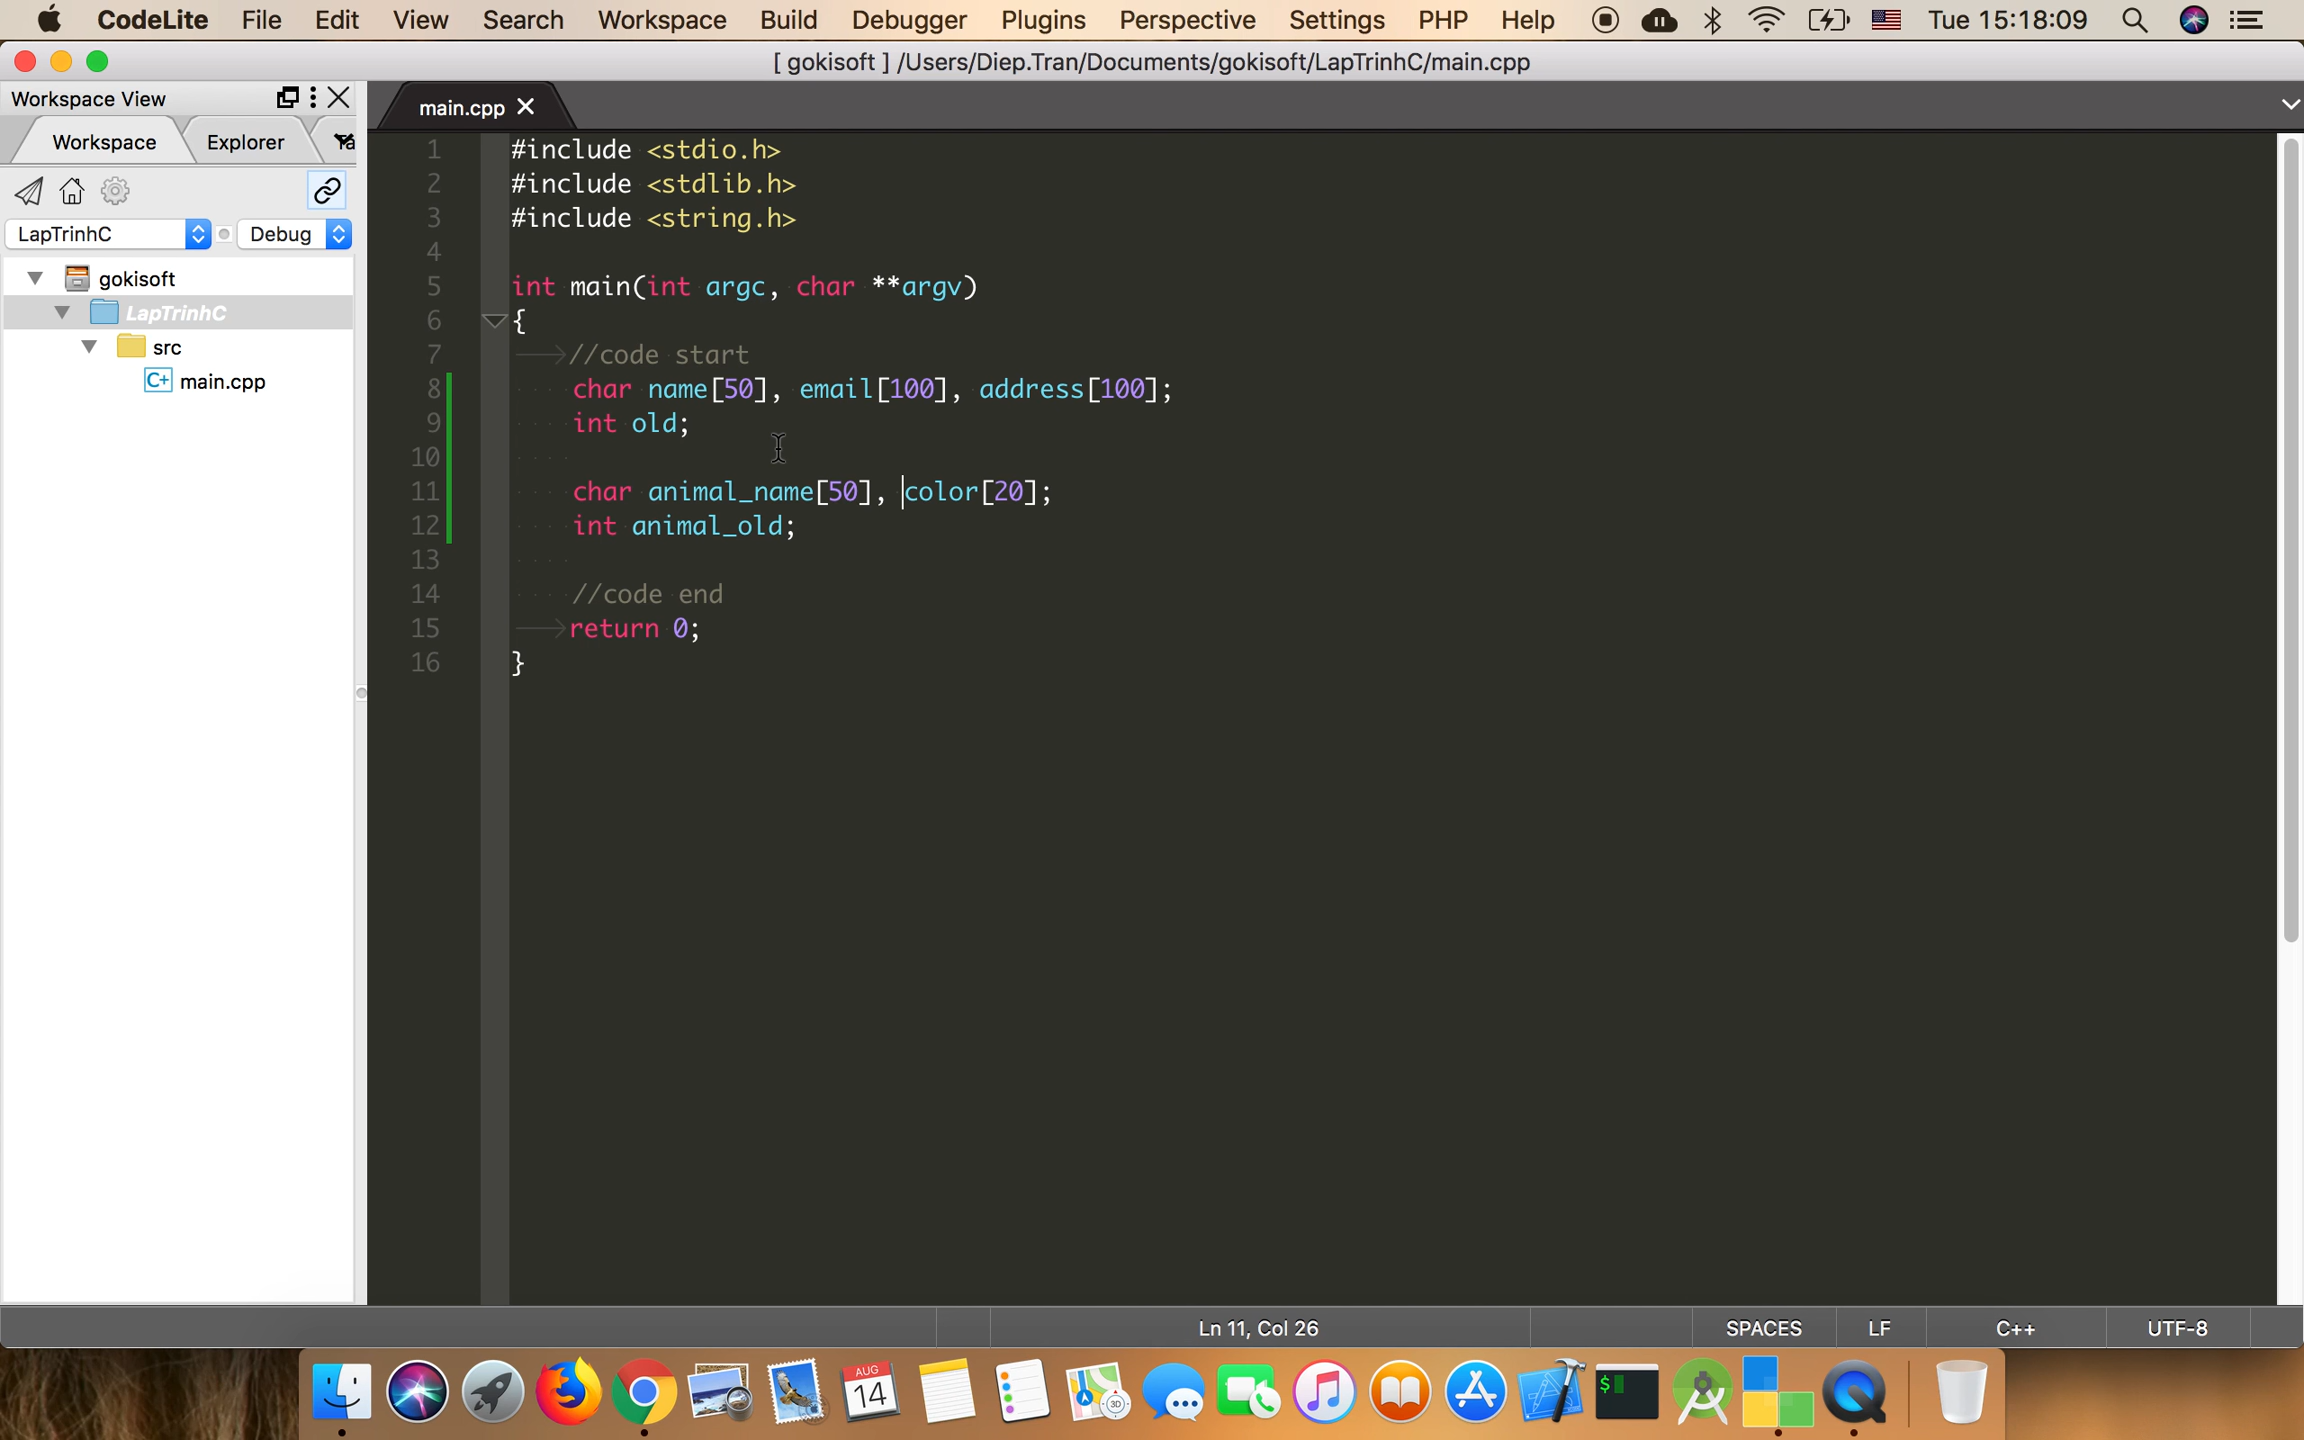 CodeLite File Edit View Search Workspace Build Debugger Plugins Perspective Settings PHP Help Tue 15:18:09
[ gokisoft ] /Users/Diep.Tran/Documents/gokisoft/LapTrinhC/main.cpp
Workspace View
main.cpp
Workspace Explorer Ta
LapTrinhC Debug
gokisoft
LapTrinhC
src
C+ main.cpp
1 #include <stdio.h>
2 #include <stdlib.h>
3 #include <string.h>
4
5 int main(int argc, char **argv)
6 {
7 //code start
8 char name[50], email[100], address[100];
9 int old;
10
11 char animal_name[50], color[20];
12 int animal_old;
13
14 //code end
15 return 0;
16 }
Ln 11, Col 26 SPACES LF C++ UTF-8
AUG
14
3D
$